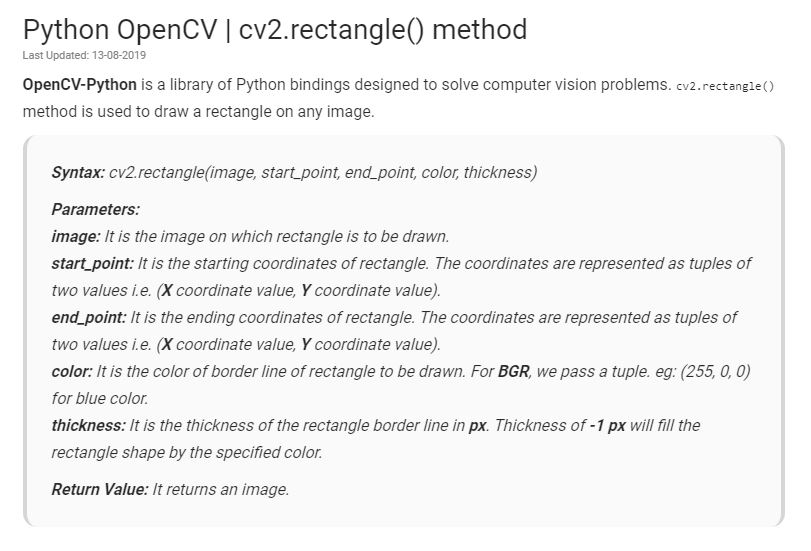 Python OpenCV | cv2.rectangle() method
Last Updated: 13-08-2019
OpenCV-Python is a library of Python bindings designed to solve computer vision problems. cv2.rectangle()
method is used to draw a rectangle on any image.
Syntax: cv2.rectangle(image, start_point, end_point, color, thickness)
Parameters:
image: It is the image on which rectangle is to be drawn.
start_point: It is the starting coordinates of rectangle. The coordinates are represented as tuples of
two values i.e. (X coordinate value, Y coordinate value).
end_point: It is the ending coordinates of rectangle. The coordinates are represented as tuples of
two values i.e. (X coordinate value, Y coordinate value).
color: It is the color of border line of rectangle to be drawn. For BGR, we pass a tuple. eg: (255, 0, 0)
for blue color.
thickness: It is the thickness of the rectangle border line in px. Thickness of -1 px will fill the
rectangle shape by the specified color.
Return Value: It returns an image.